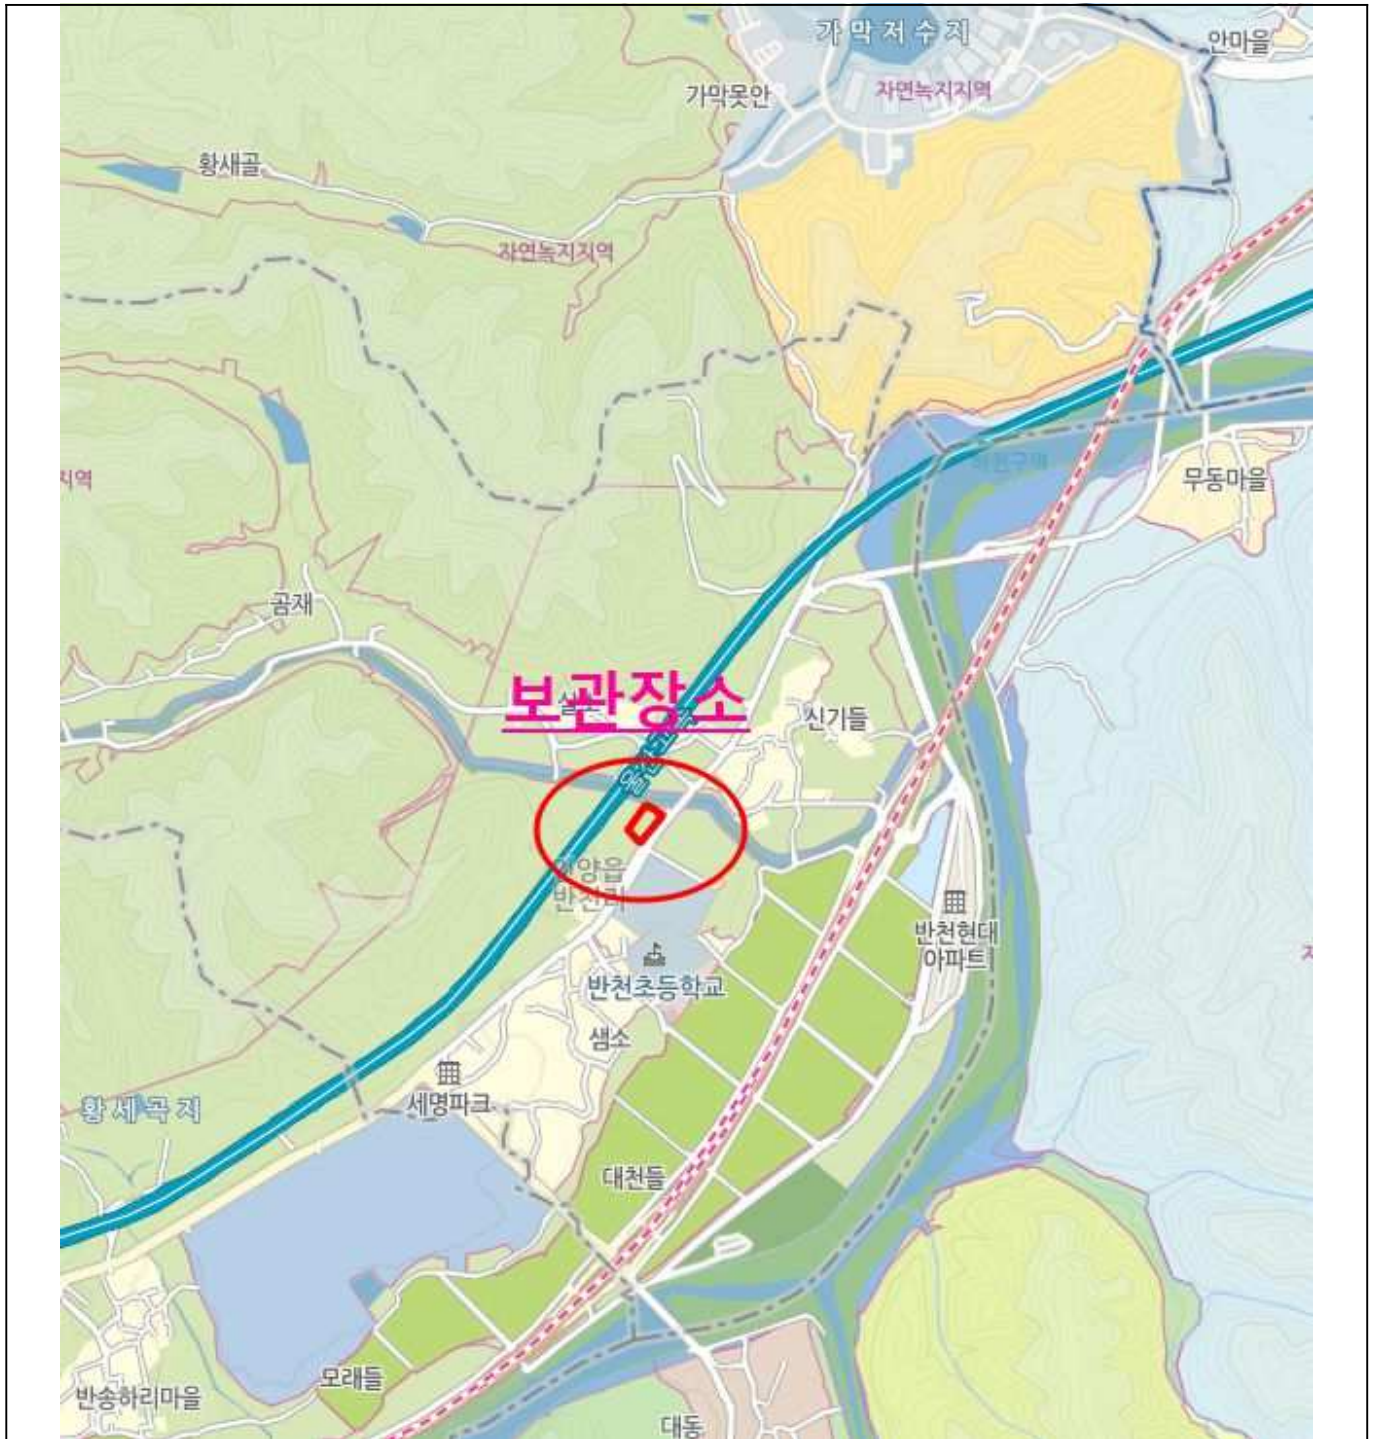 가막저수지
안마을
가막못안
자연녹지지역
황새골
자연녹지지역
지역
무동마을
곰재
보관장소
신기들
반천현대
아파트
반천초등학교
샘소
세명파크
황세곡지
대천들
모래들
반송하리마을
대동